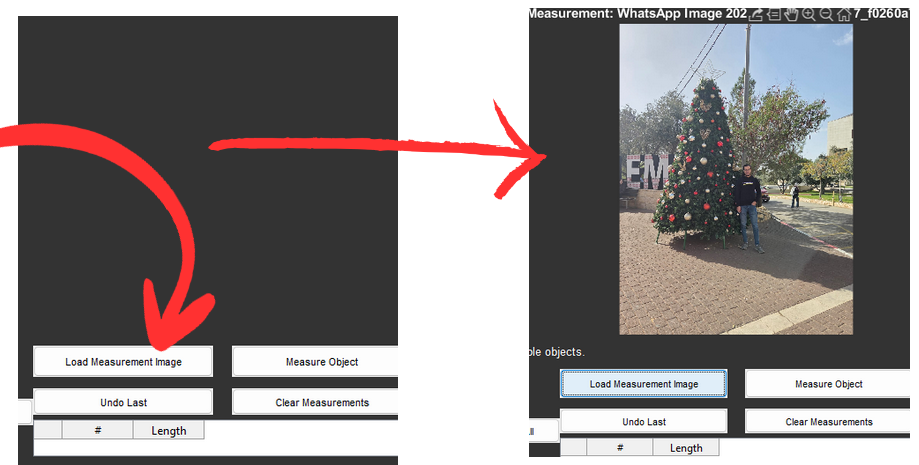 Load Measurement Image
Measure Object
Undo Last
Clear Measurements
#
Length
Measurement: WhatsApp Image 202
7_f0260a
EM
ple objects.
Load Measurement Image
Measure Object
Undo Last
Clear Measurements
#
Length